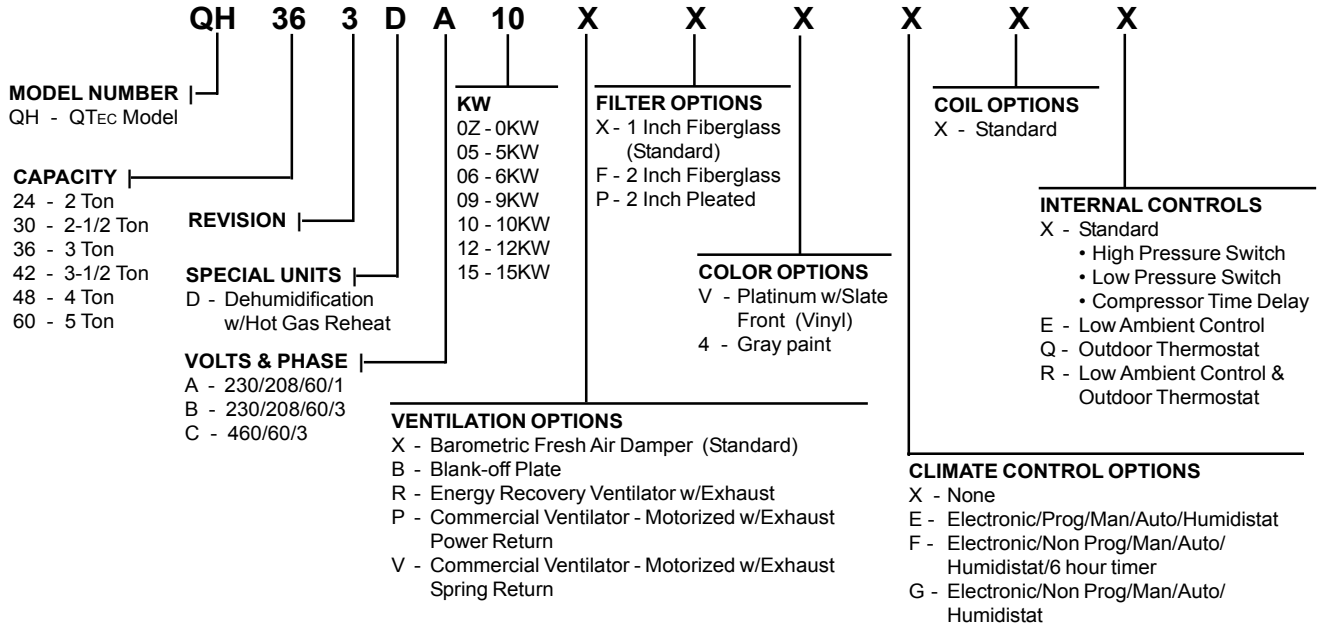 QH 36 3 D A 10 X X X X X X
MODEL NUMBER
QH - QTEC Model
CAPACITY
24 - 2 Ton
30 - 2-1/2 Ton
36 - 3 Ton
42 - 3-1/2 Ton
48 - 4 Ton
60 - 5 Ton
REVISION
SPECIAL UNITS
D - Dehumidification
w/Hot Gas Reheat
VOLTS & PHASE
A - 230/208/60/1
B - 230/208/60/3
C - 460/60/3
KW
0Z - 0KW
05 - 5KW
06 - 6KW
09 - 9KW
10 - 10KW
12 - 12KW
15 - 15KW
VENTILATION OPTIONS
X - Barometric Fresh Air Damper (Standard)
B - Blank-off Plate
R - Energy Recovery Ventilator w/Exhaust
P - Commercial Ventilator - Motorized w/Exhaust
Power Return
V - Commercial Ventilator - Motorized w/Exhaust
Spring Return
FILTER OPTIONS
X - 1 Inch Fiberglass
(Standard)
F - 2 Inch Fiberglass
P - 2 Inch Pleated
COLOR OPTIONS
V - Platinum w/Slate
Front (Vinyl)
4 - Gray paint
CLIMATE CONTROL OPTIONS
X - None
E - Electronic/Prog/Man/Auto/Humidistat
F - Electronic/Non Prog/Man/Auto/
Humidistat/6 hour timer
G - Electronic/Non Prog/Man/Auto/
Humidistat
COIL OPTIONS
X - Standard
INTERNAL CONTROLS
X - Standard
• High Pressure Switch
• Low Pressure Switch
• Compressor Time Delay
E - Low Ambient Control
Q - Outdoor Thermostat
R - Low Ambient Control &
Outdoor Thermostat